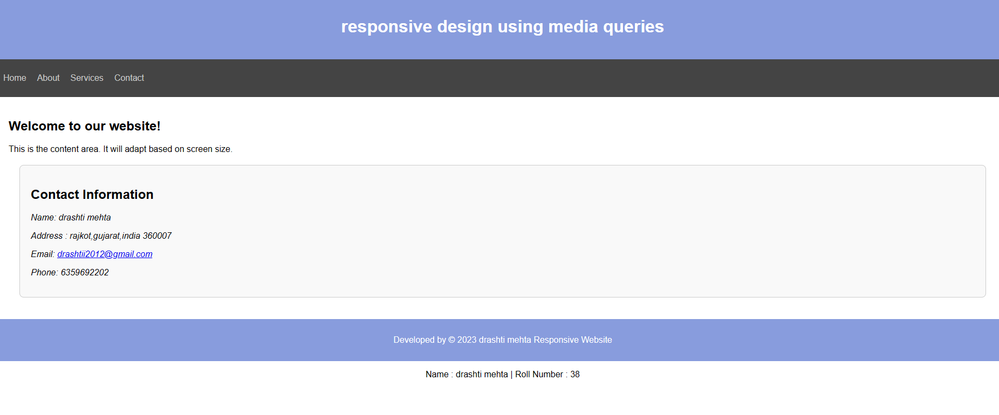 responsive design using media queries
Home About Services Contact
Welcome to our website!
This is the content area. It will adapt based on screen size.
Contact Information
Name: drashti mehta
Address : rajkot,gujarat,india 360007
Email: drashtii2012@gmail.com
Phone: 6359692202
Developed by © 2023 drashti mehta Responsive Website
Name : drashti mehta | Roll Number : 38